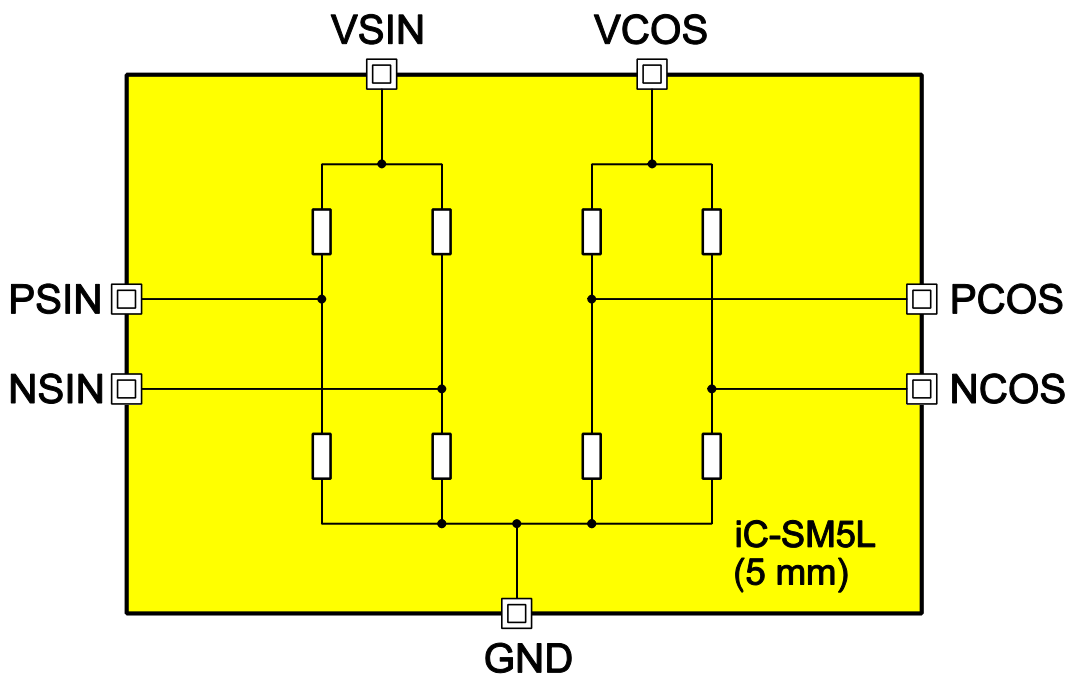 VSIN
VCOS
PSIN
PCOS
NSIN
NCOS
iC-SM5L
(5 mm)
GND